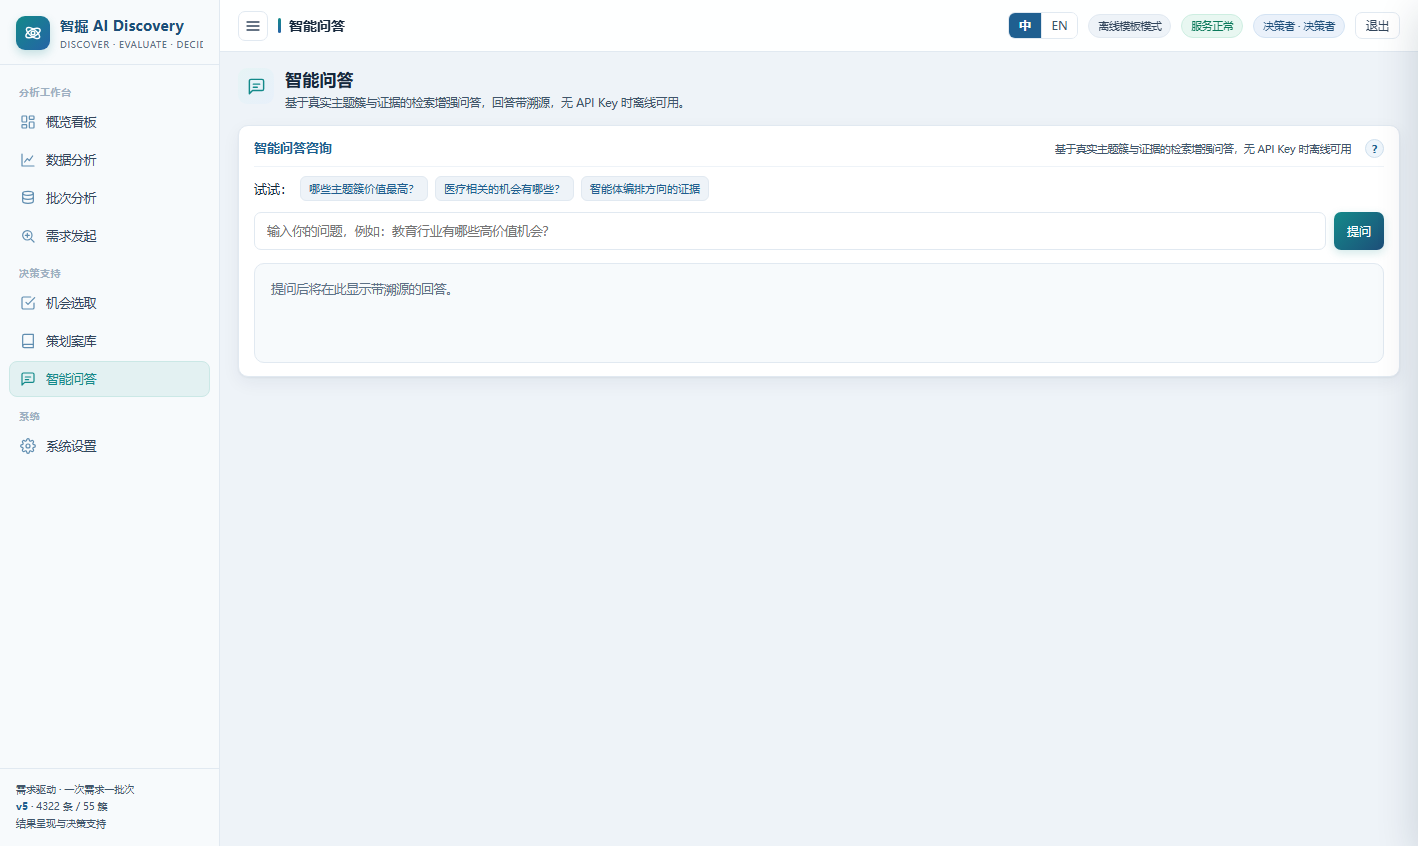 智掘 AI Discovery
DISCOVER · EVALUATE · DECID
分析工作台
概览看板
数据分析
批次分析
需求发起
决策支持
机会选取
策划案库
智能问答
系统
系统设置
需求驱动 · 一次需求一批次
v5 · 4322 条 / 55 簇
结果呈现与决策支持
智能问答
中 EN 离线模板模式 服务正常 决策者 · 决策者 退出
智能问答
基于真实主题簇与证据的检索增强问答，回答带溯源，无 API Key 时离线可用。
智能问答咨询 基于真实主题簇与证据的检索增强问答，无 API Key 时离线可用 ?
试试： 哪些主题簇价值最高？ 医疗相关的机会有哪些？ 智能体编排方向的证据
输入你的问题，例如：教育行业有哪些高价值机会？ 提问
提问后将在此显示带溯源的回答。